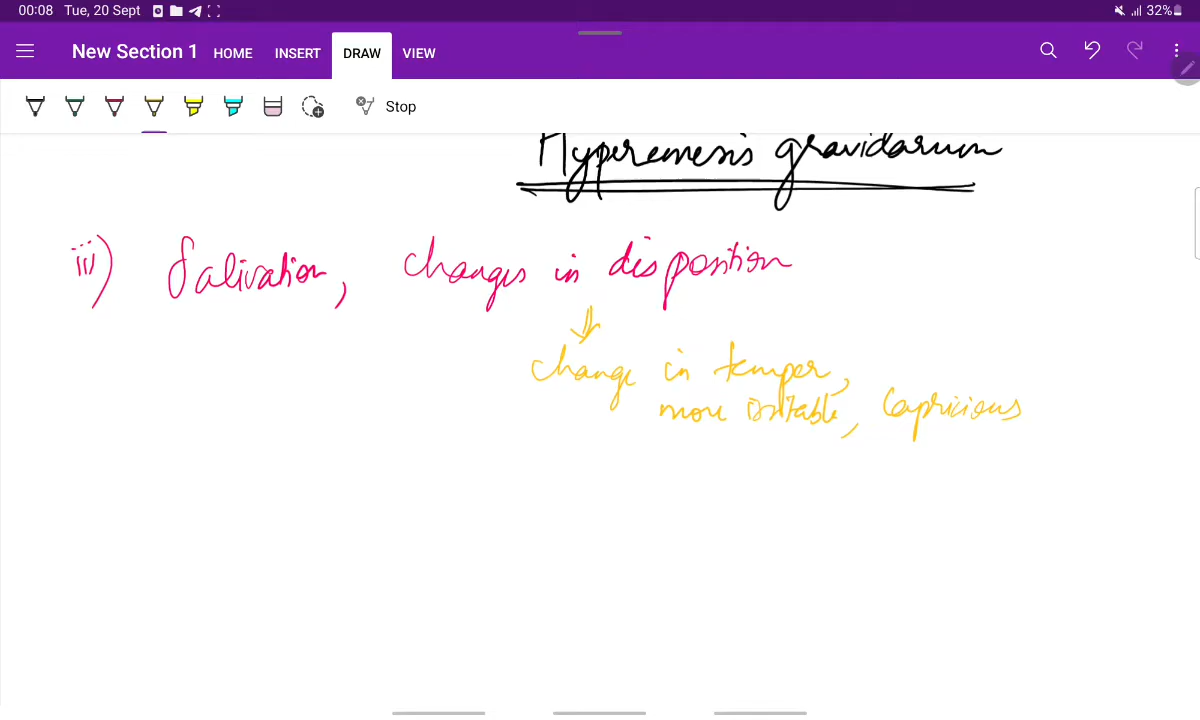 00:08 Tue, 20 Sept 32%
New Section 1 HOME INSERT DRAW VIEW
Stop
Hyperemesis gravidarum
iii) Salivation, changes in disposition
change in temper,
more irritable, Capricious